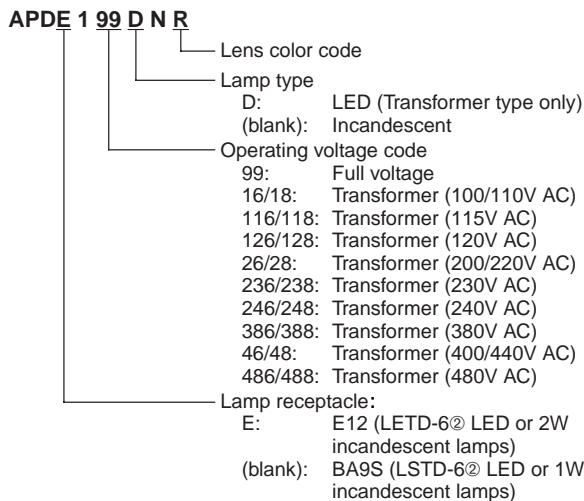 APDE 1 99 D N R
Lens color code
Lamp type
D: LED (Transformer type only)
(blank): Incandescent
Operating voltage code
99: Full voltage
16/18: Transformer (100/110V AC)
116/118: Transformer (115V AC)
126/128: Transformer (120V AC)
26/28: Transformer (200/220V AC)
236/238: Transformer (230V AC)
246/248: Transformer (240V AC)
386/388: Transformer (380V AC)
46/48: Transformer (400/440V AC)
486/488: Transformer (480V AC)
Lamp receptacle:
E: E12 (LETD-6② LED or 2W
incandescent lamps)
(blank): BA9S (LSTD-6② LED or 1W
incandescent lamps)